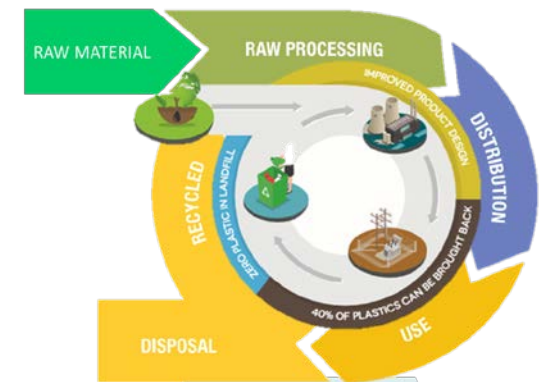 RAW MATERIAL
RAW PROCESSING
IMPROVED PRODUCT DESIGN
DISTRIBUTION
USE
40% OF PLASTICS CAN BE BROUGHT BACK
ZERO PLASTIC IN LANDFILL
RECYCLED
DISPOSAL